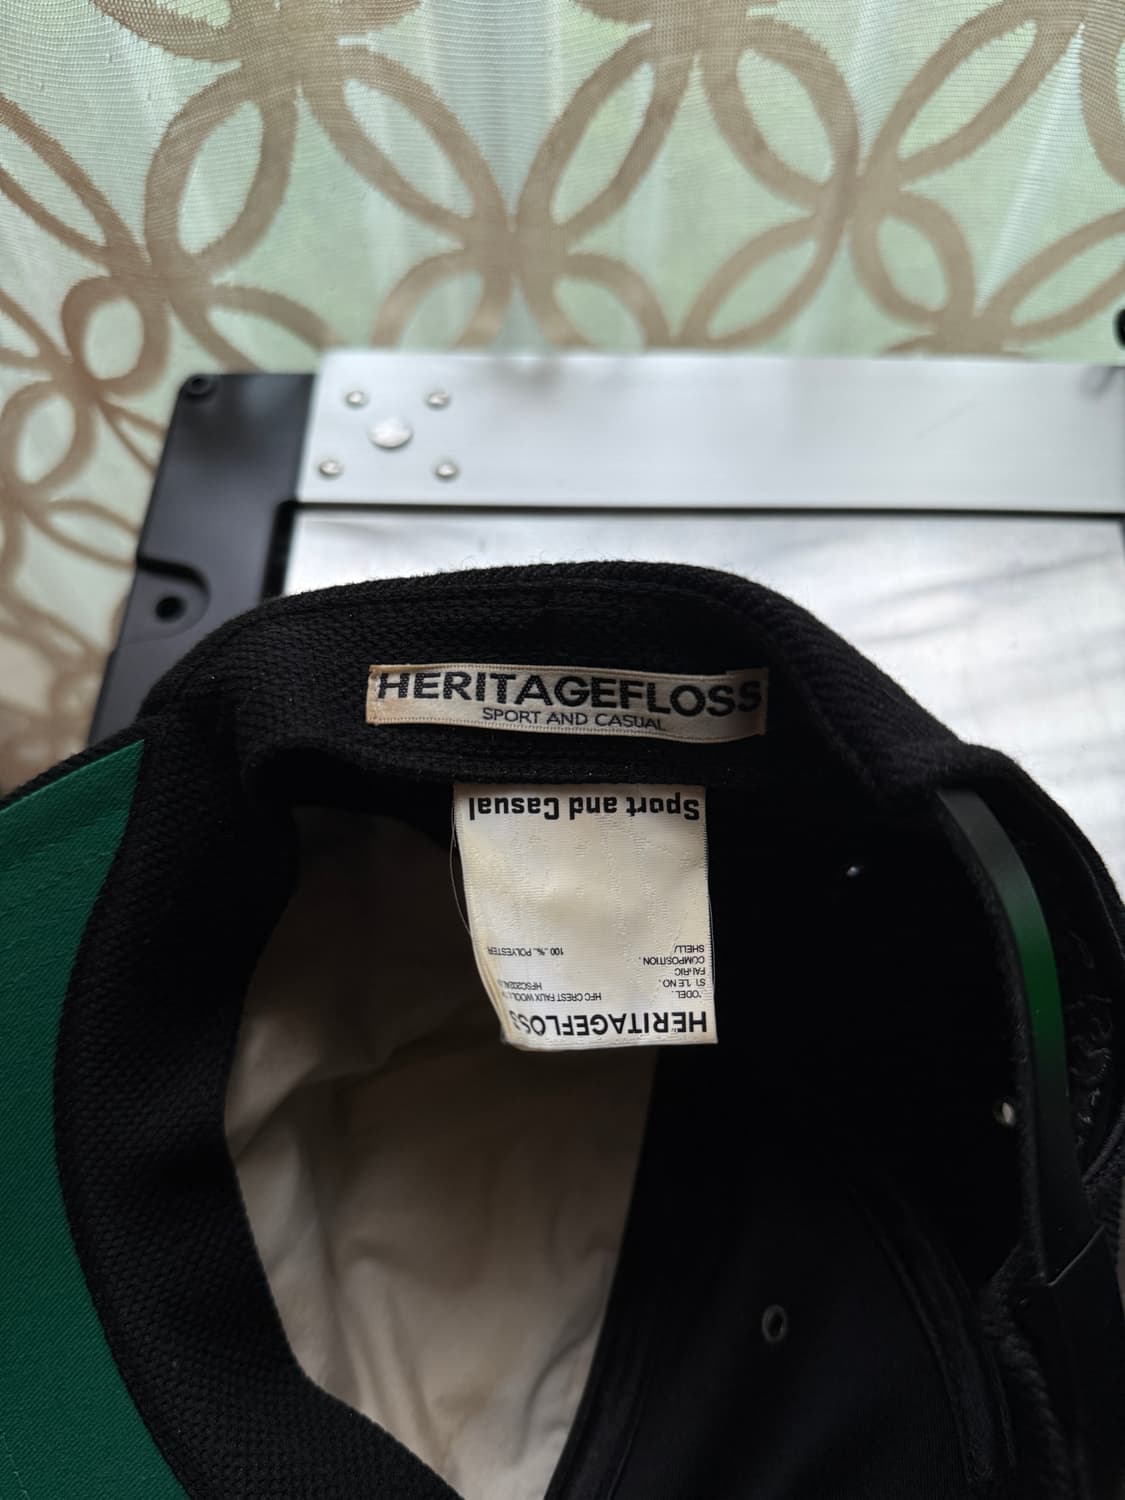 HERITAGEFLOSS
SPORT AND CASUAL
HERITAGEFLOSS
HFC CREST FAUX WOOL
FABRIC
COMPOSITION.
SHELL/ 100 % POLYESTER
Sport and Casual